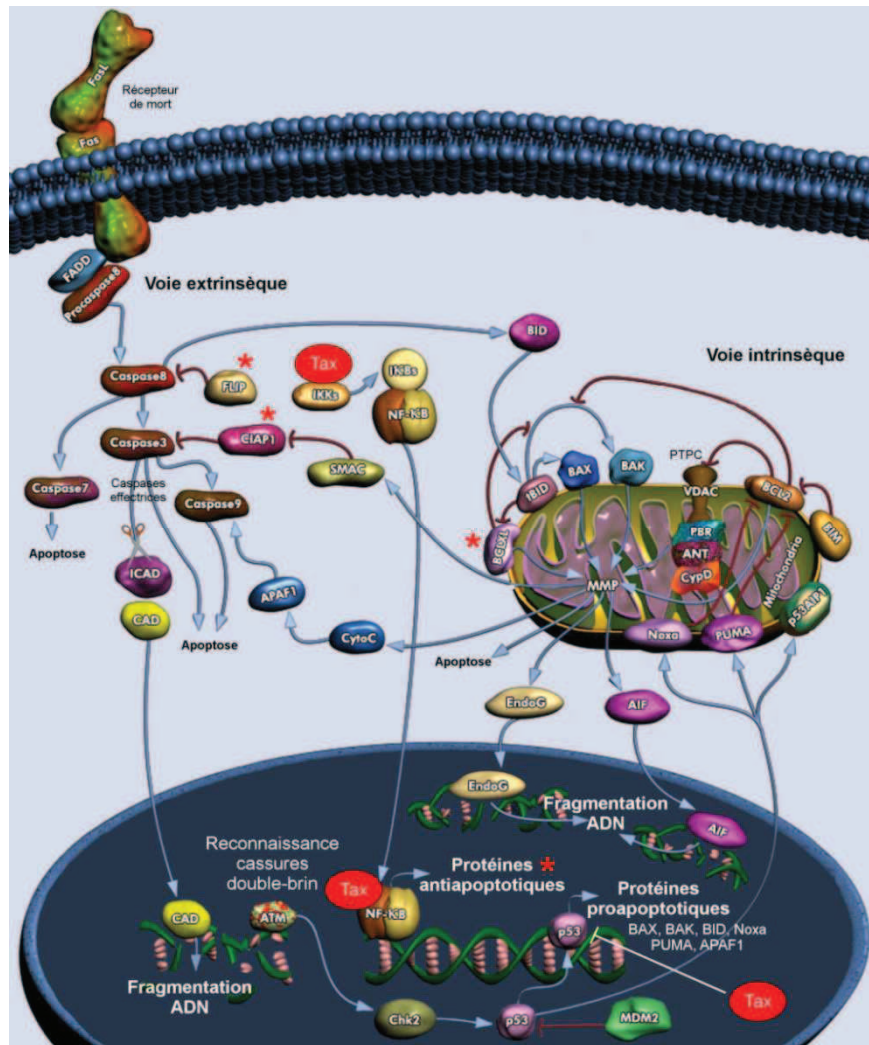 FasL
Récepteur
de mort
Fas
FADD
Procaspase8
Voie extrinsèque
BID
Voie intrinsèque
Caspase8
*
FLIP
Tax
IKKs
IKBs
NF-KB
*
CIAP1
Caspase3
SMAC
Caspase7
Caspases
effectrices
Caspase9
Apoptose
ICAD
CAD
Apoptose
APAF1
CytoC
Apoptose
PTPC
BAX
BAK
VDAC
tBID
BCL2
*
BCLXL
PBR
ANT
CypD
BIM
MMP
Mitochondria
p53AIP1
Noxa
PUMA
EndoG
AIF
EndoG
Fragmentation
ADN
AIF
Reconnaissance
cassures
double-brin
Tax
NF-KB
Protéines *
antiapoptotiques
Protéines
proapoptotiques
BAX, BAK, BID, Noxa
PUMA, APAF1
CAD
ATM
p53
Fragmentation
ADN
Tax
Chk2
p53
MDM2